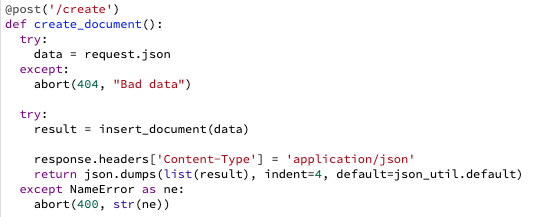 @post('/create')
def create_document():
  try:
    data = request.json
  except:
    abort(404, "Bad data")

  try:
    result = insert_document(data)

    response.headers['Content-Type'] = 'application/json'
    return json.dumps(list(result), indent=4, default=json_util.default)
  except NameError as ne:
    abort(400, str(ne))